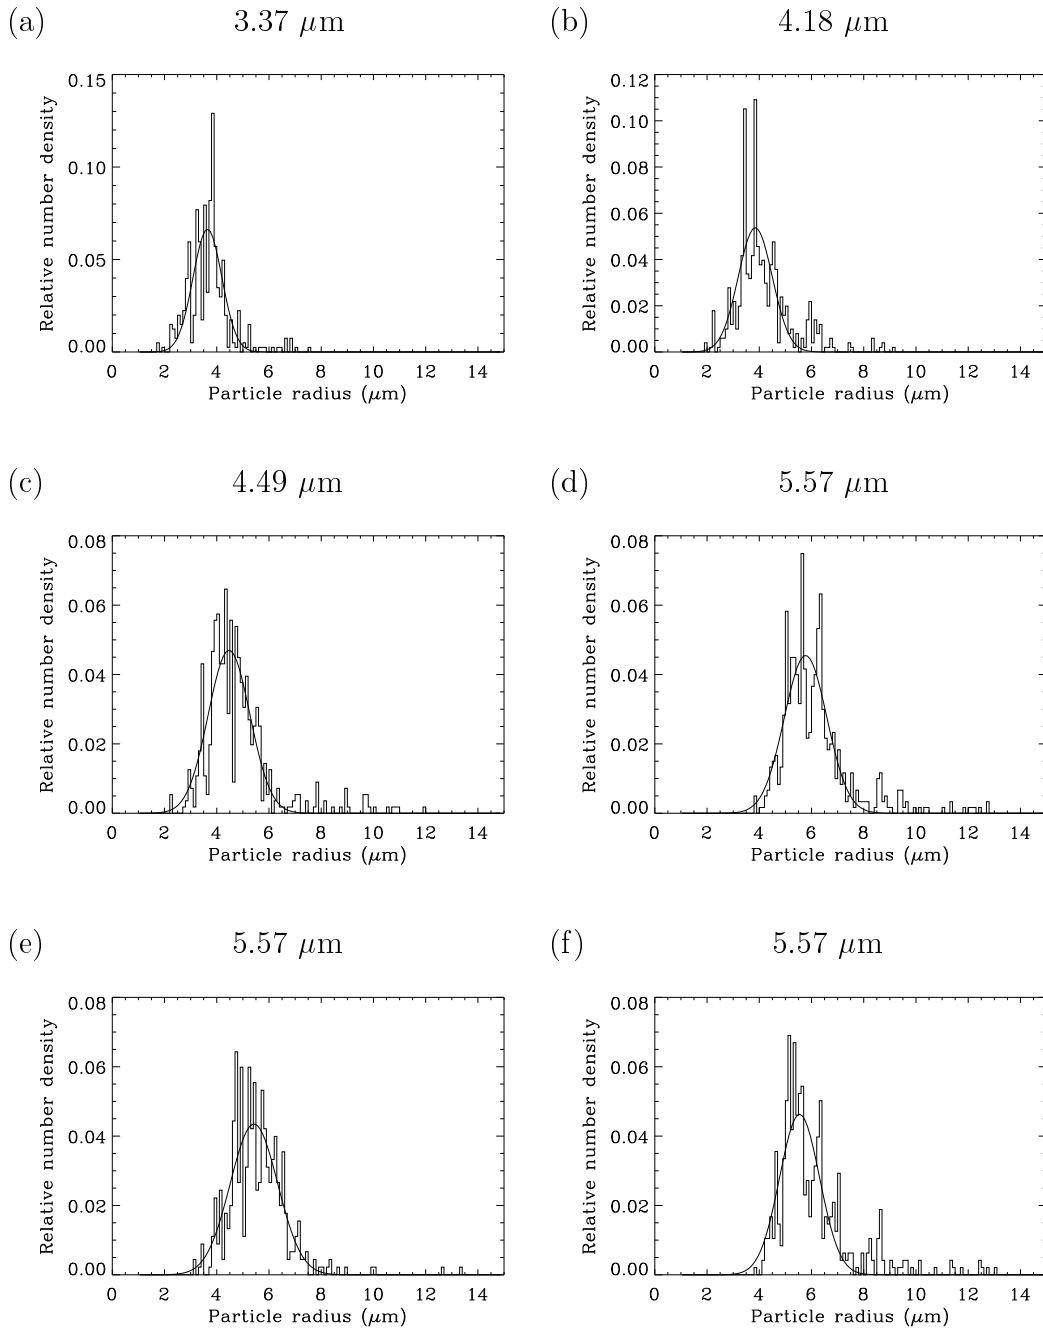 (a) 3.37 μm
0.15
0.10
0.05
0.00
Relative number density
0 2 4 6 8 10 12 14
Particle radius (μm)
(b) 4.18 μm
0.12
0.10
0.08
0.06
0.04
0.02
0.00
Relative number density
0 2 4 6 8 10 12 14
Particle radius (μm)
(c) 4.49 μm
0.08
0.06
0.04
0.02
0.00
Relative number density
0 2 4 6 8 10 12 14
Particle radius (μm)
(d) 5.57 μm
0.08
0.06
0.04
0.02
0.00
Relative number density
0 2 4 6 8 10 12 14
Particle radius (μm)
(e) 5.57 μm
0.08
0.06
0.04
0.02
0.00
Relative number density
0 2 4 6 8 10 12 14
Particle radius (μm)
(f) 5.57 μm
0.08
0.06
0.04
0.02
0.00
Relative number density
0 2 4 6 8 10 12 14
Particle radius (μm)